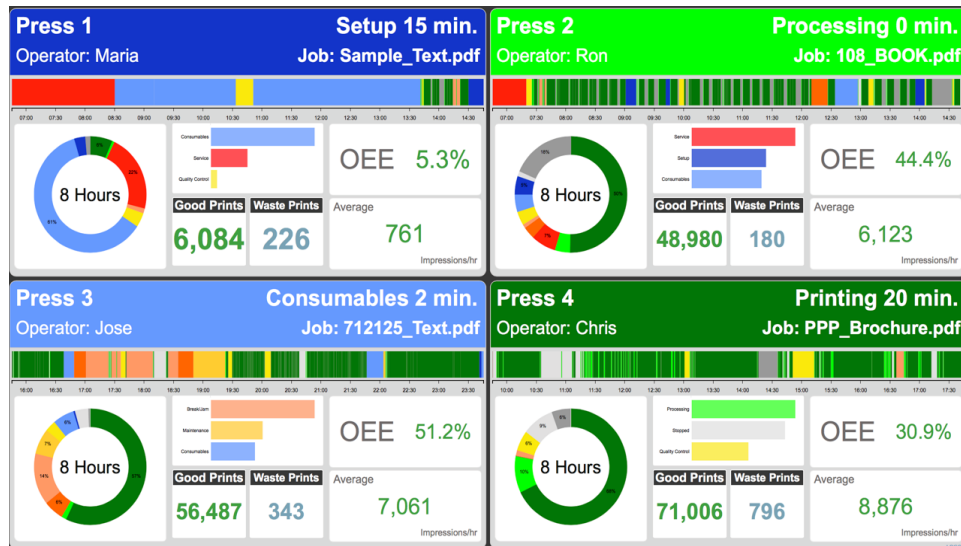 Press 1 Setup 15 min.
Operator: Maria Job: Sample_Text.pdf
07:00 07:30 08:00 08:30 09:00 09:30 10:00 10:30 11:00 11:30 12:00 12:30 13:00 13:30 14:00 14:30
8 Hours
22%
61%
Consumables
Service
Quality Control
OEE 5.3%
Good Prints Waste Prints
6,084 226
Average
761
Impressions/hr
Press 2 Processing 0 min.
Operator: Ron Job: 108_BOOK.pdf
07:00 07:30 08:00 08:30 09:00 09:30 10:00 10:30 11:00 11:30 12:00 12:30 13:00 13:30 14:00 14:30
8 Hours
Service
Setup
Consumables
OEE 44.4%
Good Prints Waste Prints
48,980 180
Average
6,123
Impressions/hr
Press 3 Consumables 2 min.
Operator: Jose Job: 712125_Text.pdf
16:00 16:30 17:00 17:30 18:00 18:30 19:00 19:30 20:00 20:30 21:00 21:30 22:00 22:30 23:00 23:30
8 Hours
7%
14%
Break/Jam
Maintenance
Consumables
OEE 51.2%
Good Prints Waste Prints
56,487 343
Average
7,061
Impressions/hr
Press 4 Printing 20 min.
Operator: Chris Job: PPP_Brochure.pdf
10:00 10:30 11:00 11:30 12:00 12:30 13:00 13:30 14:00 14:30 15:00 15:30 16:00 16:30 17:00 17:30
8 Hours
9%
10%
Processing
Stopped
Quality Control
OEE 30.9%
Good Prints Waste Prints
71,006 796
Average
8,876
Impressions/hr